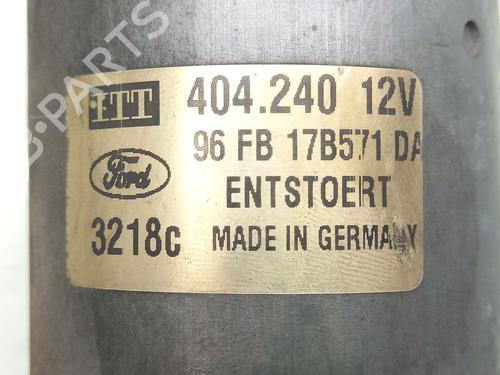 B-PARTS
ITT 404.240 12V
96 FB 17B571 DA
Ford ENTSTOERT
3218c MADE IN GERMANY